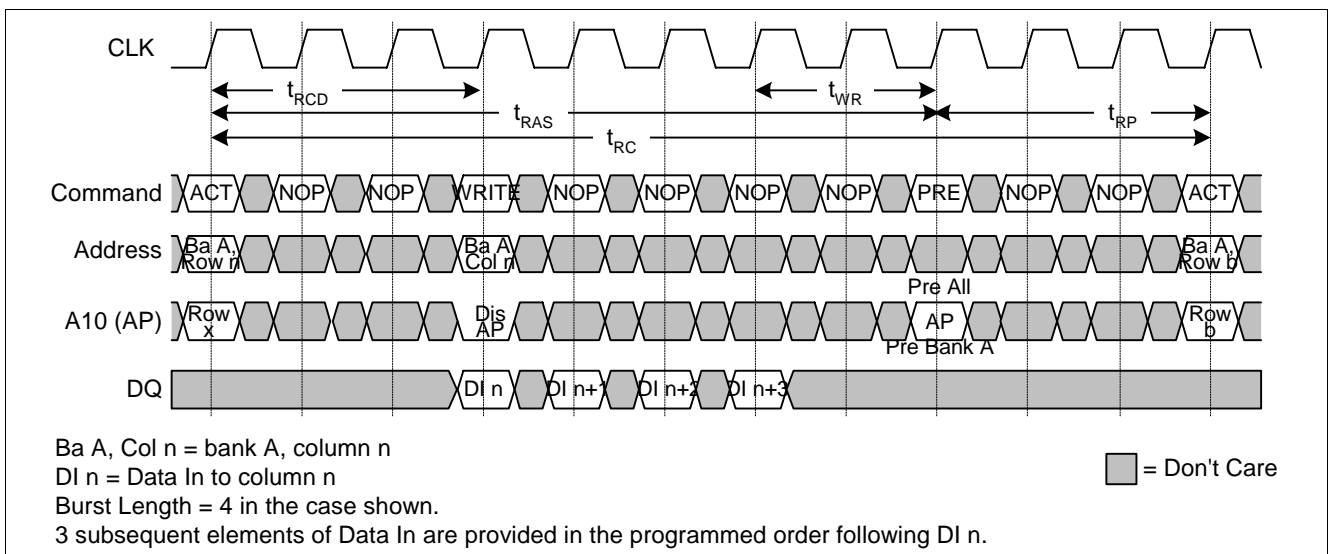 CLK
tRCD
tWR
tRAS
tRP
tRC
Command ACT NOP NOP WRITE NOP NOP NOP NOP PRE NOP NOP ACT
Address Ba A, Row n Ba A, Col n Ba A, Row b
Pre All
A10 (AP) Row x Dis AP AP Row b
Pre Bank A
DQ DI n DI n+1 DI n+2 DI n+3
Ba A, Col n = bank A, column n
DI n = Data In to column n
= Don't Care
Burst Length = 4 in the case shown.
3 subsequent elements of Data In are provided in the programmed order following DI n.